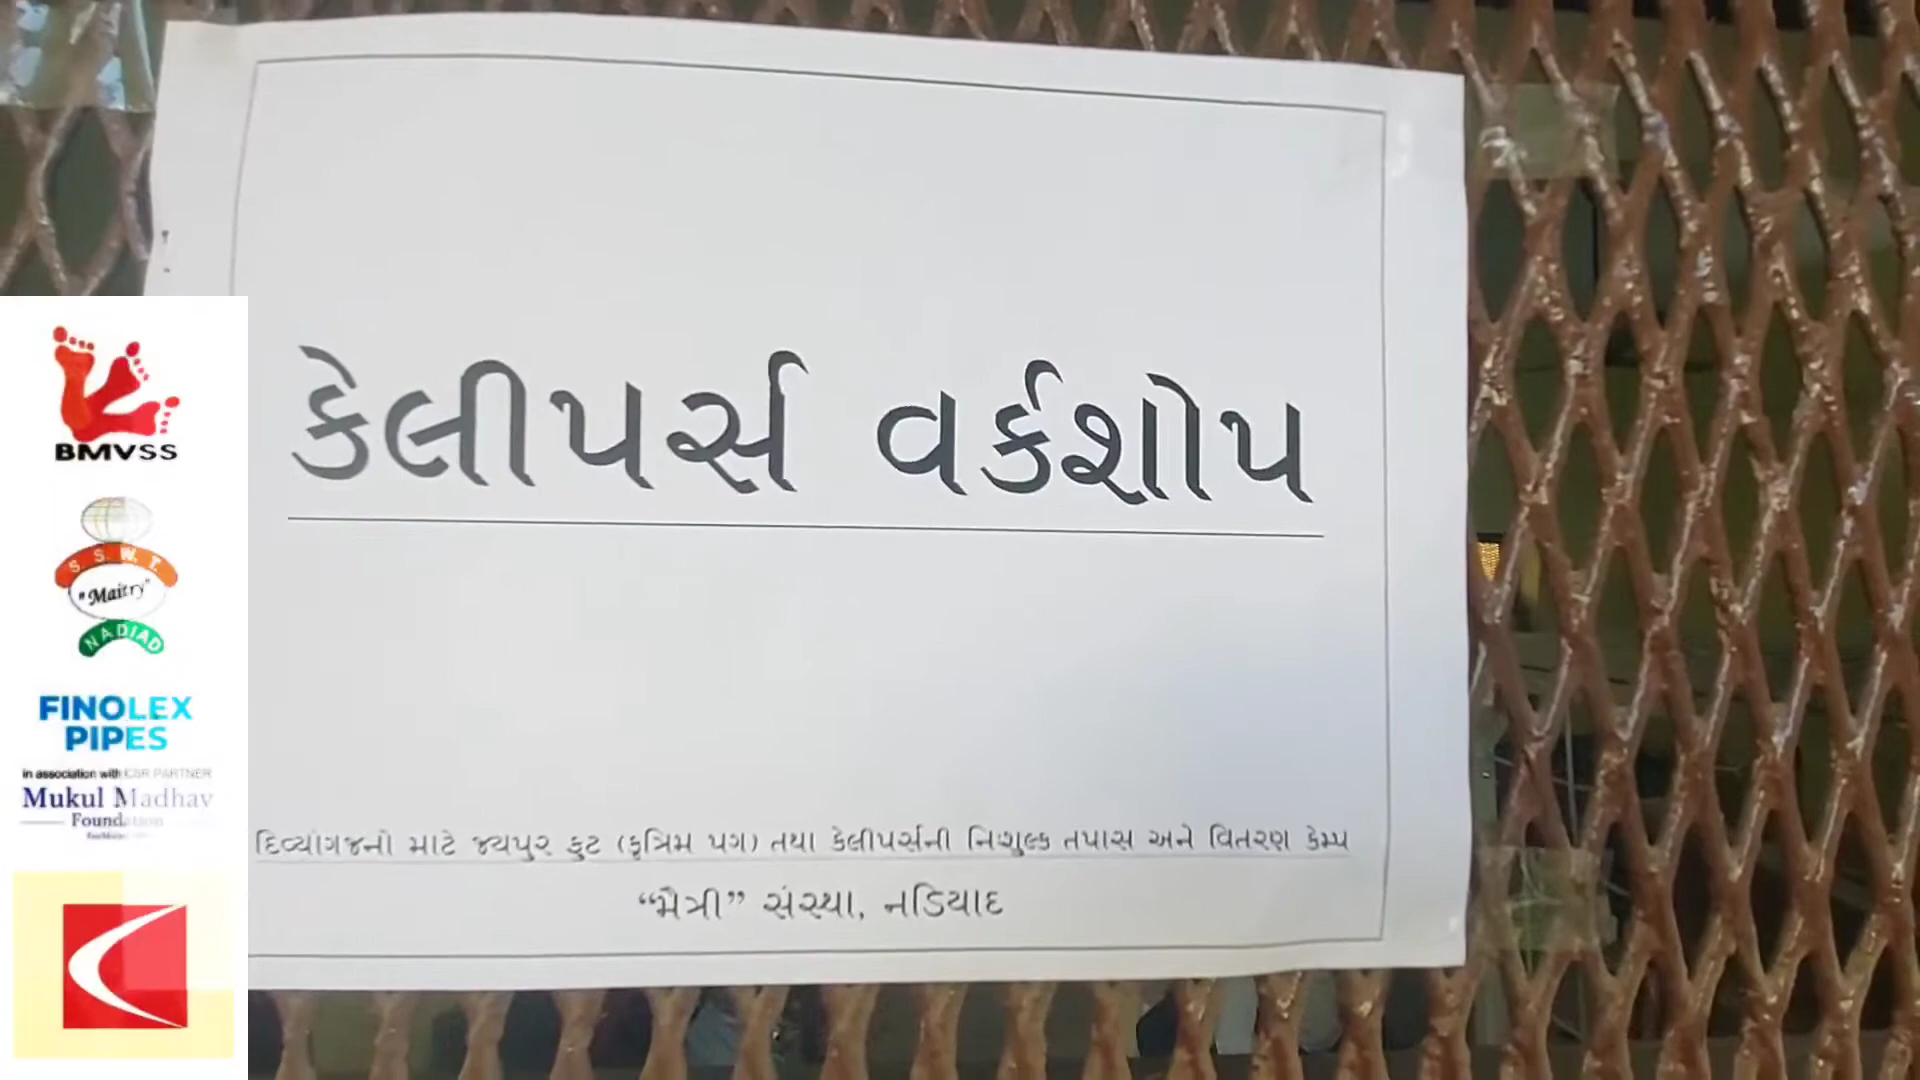 કેલીપર્સ વર્કશોપ
દિવ્યાંગજનો માટે જયપુર ફુટ (કૃત્રિમ પગ) તથા કેલીપર્સની નિઃશુલ્ક તપાસ અને વિતરણ કેમ્પ
“મૈત્રી” સંસ્થા, નડિયાદ
BMVSS
S. S. W. T.
"Maitry"
NADIAD
FINOLEX
PIPES
in association with CSR PARTNER
Mukul Madhav
Foundation